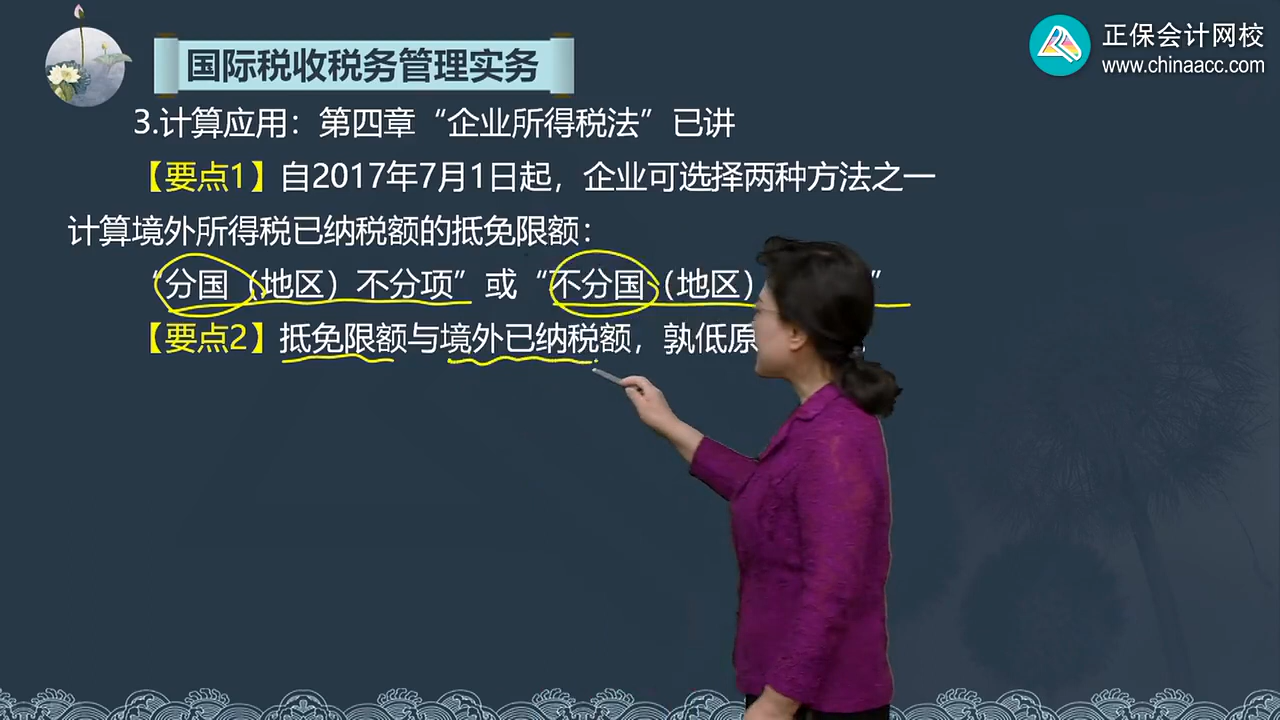 国际税收税务管理实务
正保会计网校
www.chinaacc.com
3.计算应用：第四章“企业所得税法”已讲
【要点1】自2017年7月1日起，企业可选择两种方法之一
计算境外所得税已纳税额的抵免限额：
“分国（地区）不分项”或“不分国（地区） ”
【要点2】抵免限额与境外已纳税额，孰低原